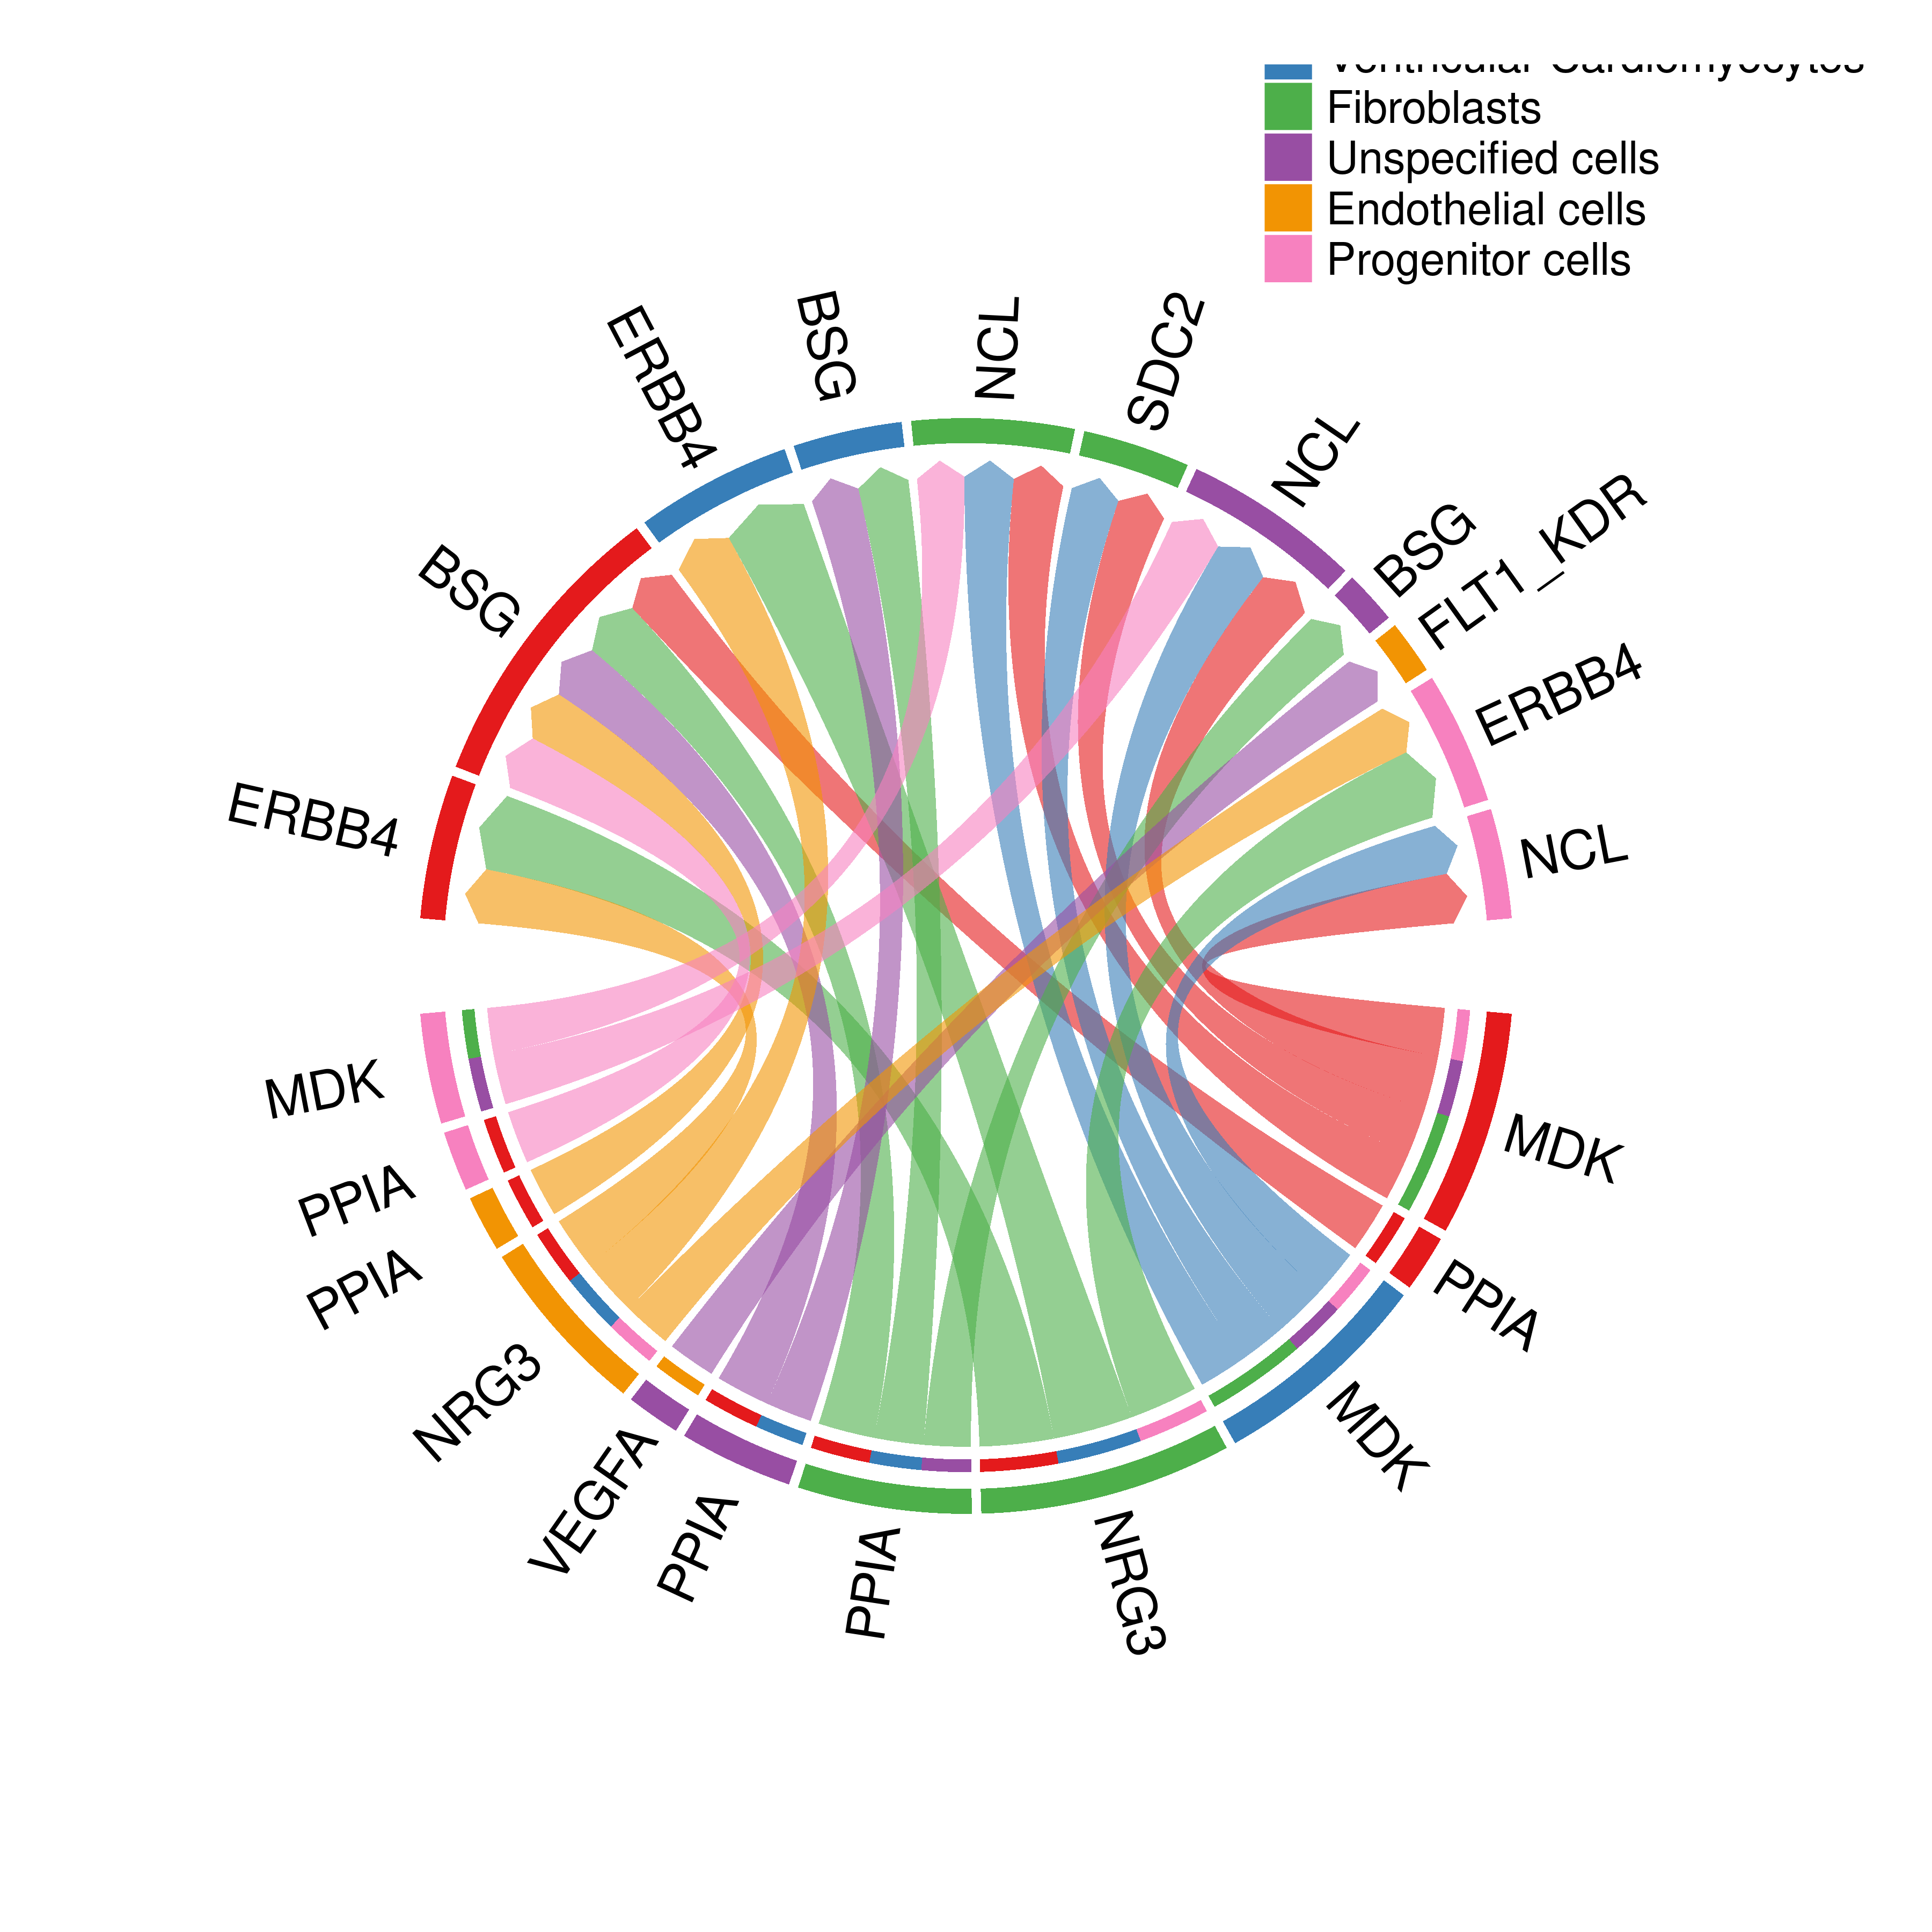 Ventricular Cardiomyocytes
Fibroblasts
Unspecified cells
Endothelial cells
Progenitor cells
BSG
NCL
SDC2
ERBB4
NCL
BSG
FLT1_KDR
BSG
ERBB4
ERBB4
NCL
MDK
MDK
PPIA
PPIA
PPIA
NRG3
MDK
VEGFA
PPIA
PPIA
NRG3